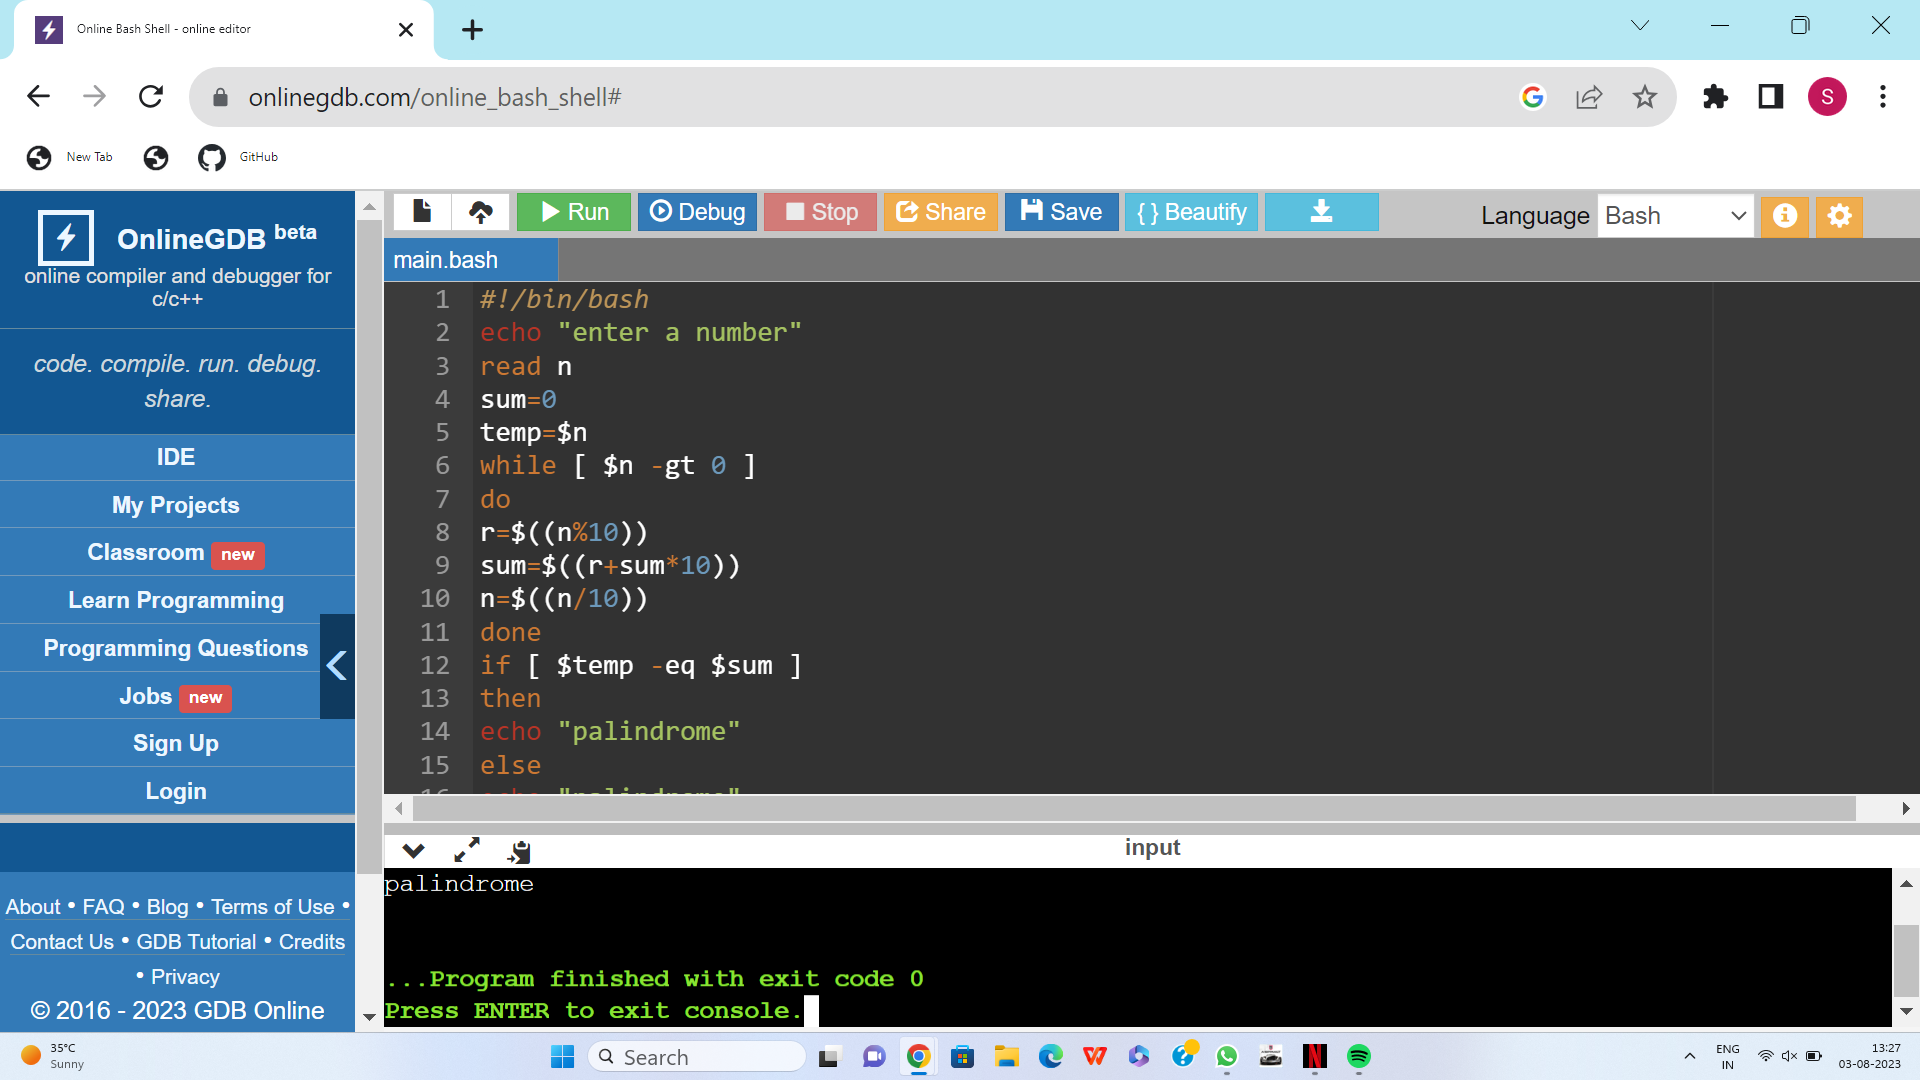 Online Bash Shell - online editor
onlinegdb.com/online_bash_shell#
S
New Tab
GitHub
OnlineGDB beta
online compiler and debugger for
c/c++
code. compile. run. debug.
share.
IDE
My Projects
Classroom new
Learn Programming
Programming Questions
Jobs new
Sign Up
Login
About • FAQ • Blog • Terms of Use •
Contact Us • GDB Tutorial • Credits
• Privacy
© 2016 - 2023 GDB Online
Run
Debug
Stop
Share
Save
{ } Beautify
Language Bash
main.bash
1 #!/bin/bash
2 echo "enter a number"
3 read n
4 sum=0
5 temp=$n
6 while [ $n -gt 0 ]
7 do
8 r=$((n%10))
9 sum=$((r+sum*10))
10 n=$((n/10))
11 done
12 if [ $temp -eq $sum ]
13 then
14 echo "palindrome"
15 else
16 echo "palindrome"
input
palindrome
...Program finished with exit code 0
Press ENTER to exit console.
35°C
Sunny
Search
ENG
IN
13:27
03-08-2023